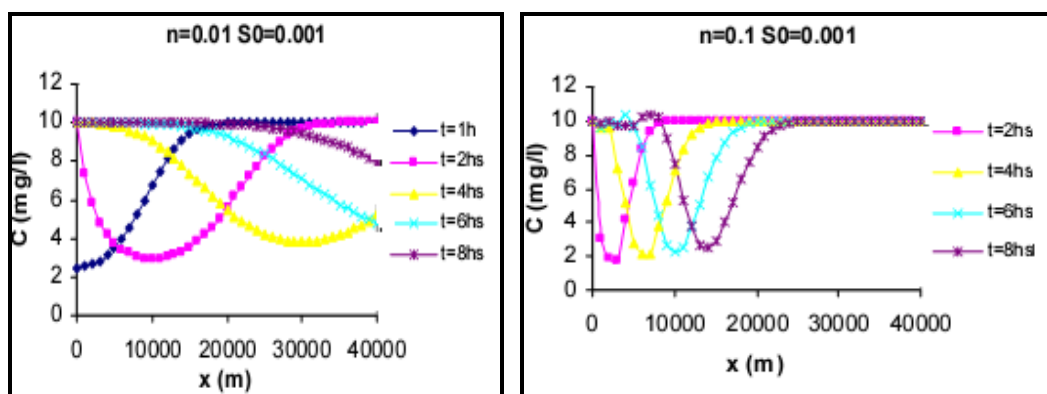 n=0.01 S0=0.001
12
10
8
6
4
2
0
C (mg/l)
0 10000 20000 30000 40000
x (m)
t=1h
t=2hs
t=4hs
t=6hs
t=8hs
n=0.1 S0=0.001
12
10
8
6
4
2
0
C (mg/l)
0 10000 20000 30000 40000
x (m)
t=2hs
t=4hs
t=6hs
t=8hs